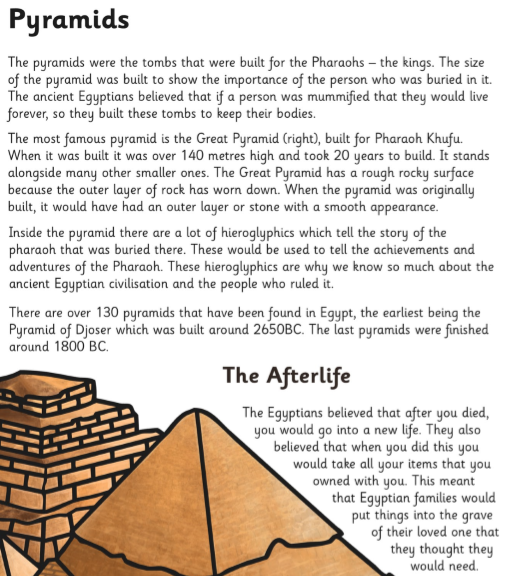 Pyramids
The pyramids were the tombs that were built for the Pharaohs – the kings. The size
of the pyramid was built to show the importance of the person who was buried in it.
The ancient Egyptians believed that if a person was mummified that they would live
forever, so they built these tombs to keep their bodies.
The most famous pyramid is the Great Pyramid (right), built for Pharaoh Khufu.
When it was built it was over 140 metres high and took 20 years to build. It stands
alongside many other smaller ones. The Great Pyramid has a rough rocky surface
because the outer layer of rock has worn down. When the pyramid was originally
built, it would have had an outer layer or stone with a smooth appearance.
Inside the pyramid there are a lot of hieroglyphics which tell the story of the
pharaoh that was buried there. These would be used to tell the achievements and
adventures of the Pharaoh. These hieroglyphics are why we know so much about the
ancient Egyptian civilisation and the people who ruled it.
There are over 130 pyramids that have been found in Egypt, the earliest being the
Pyramid of Djoser which was built around 2650BC. The last pyramids were finished
around 1800 BC.
The Afterlife
The Egyptians believed that after you died,
you would go into a new life. They also
believed that when you did this you
would take all your items that you
owned with you. This meant
that Egyptian families would
put things into the grave
of their loved one that
they thought they
would need.